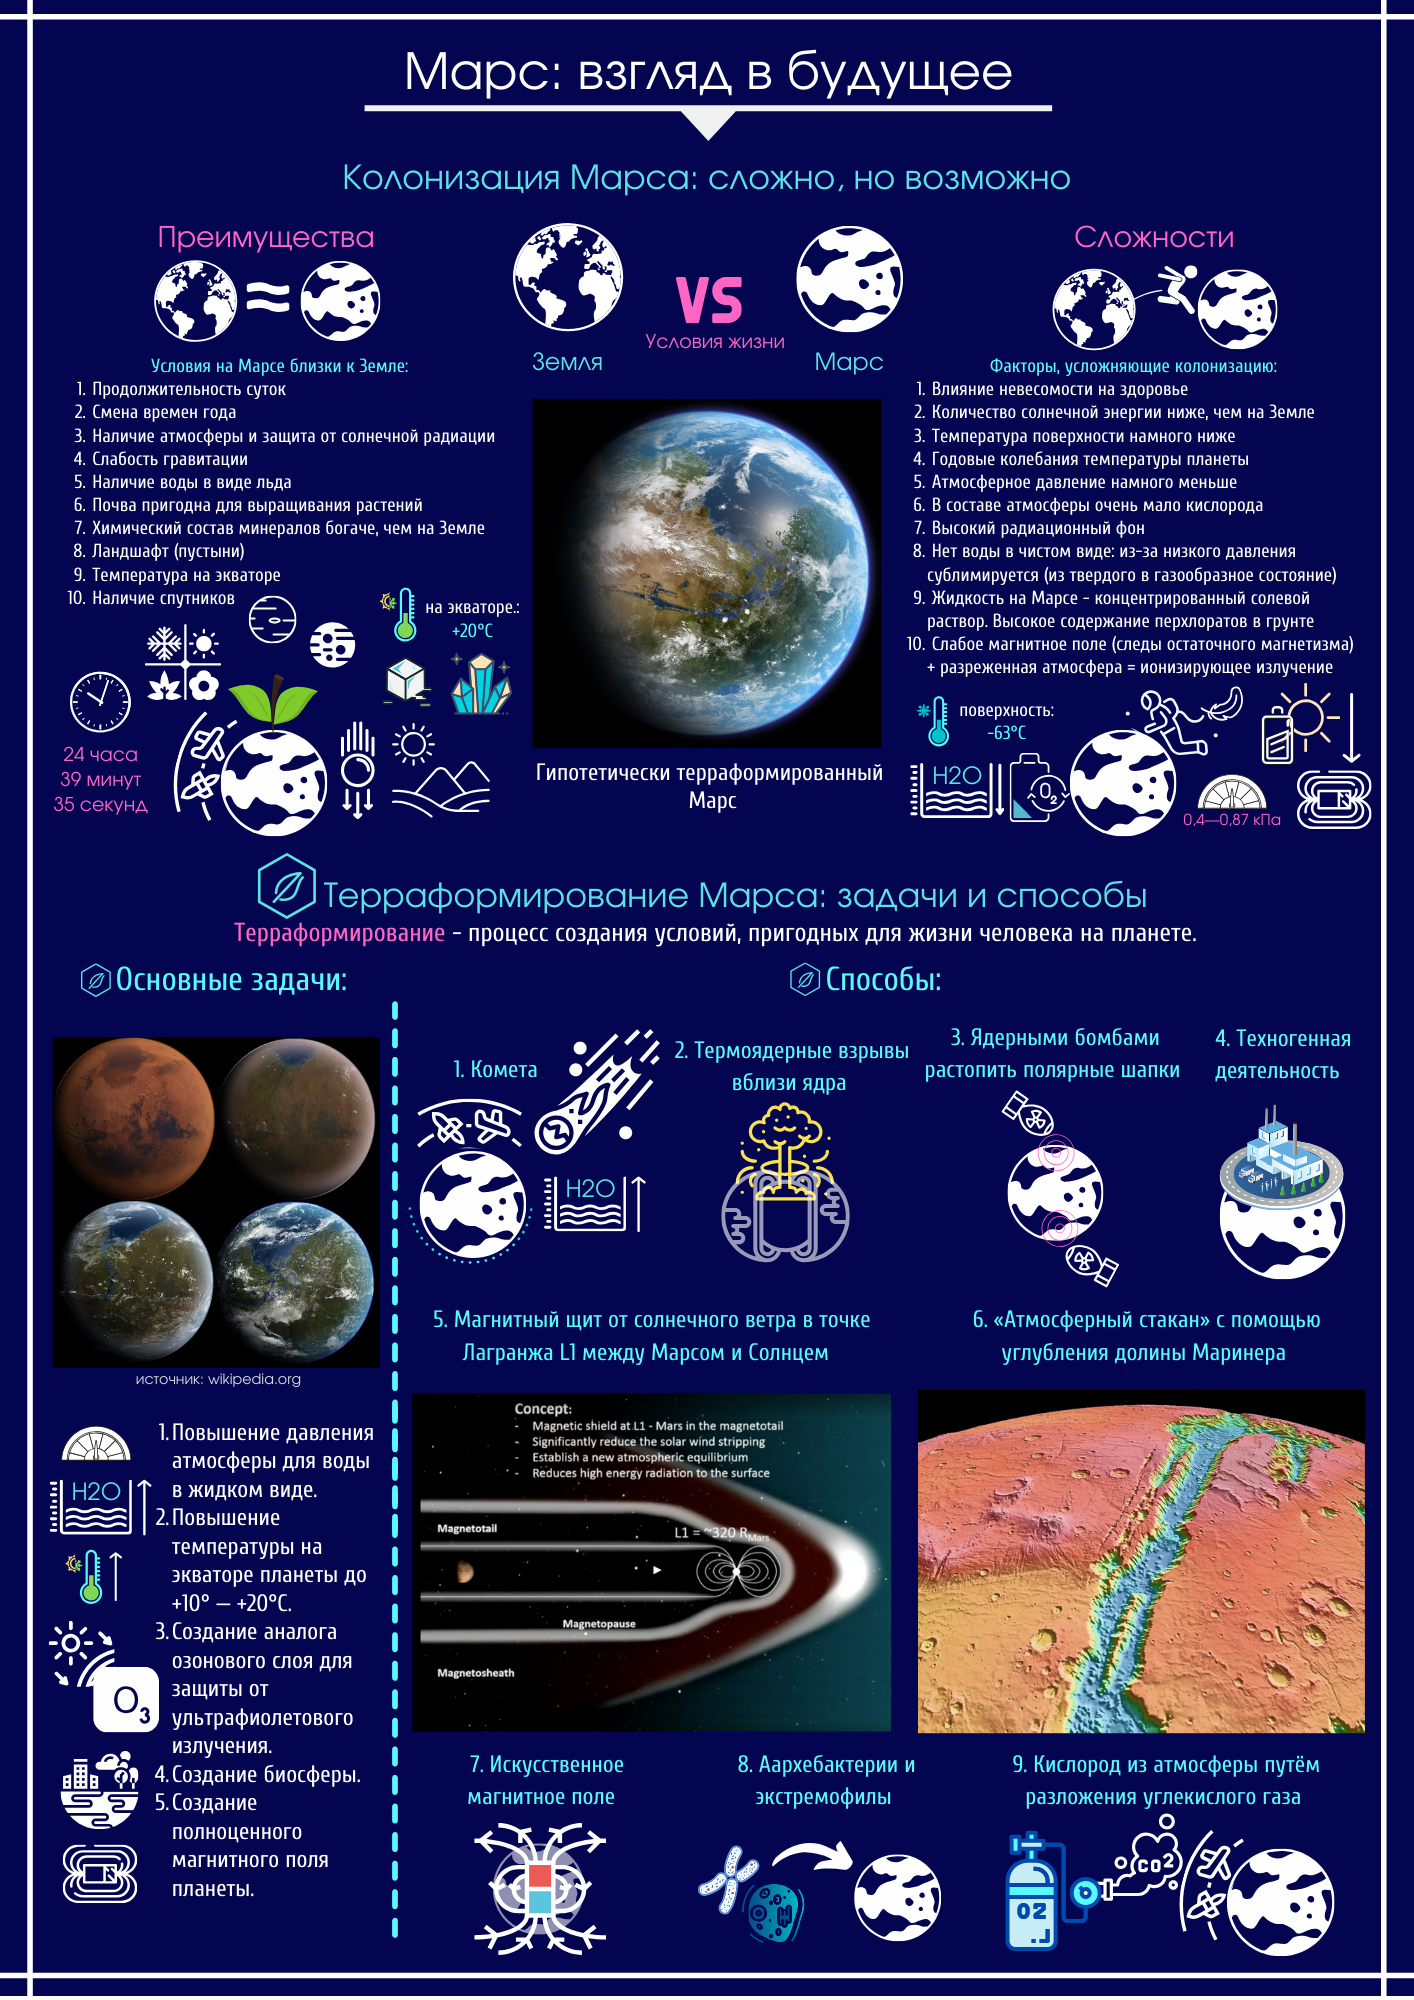 Марс: взгляд в будущее
Колонизация Марса: сложно, но возможно
Преимущества
Условия на Марсе близки к Земле:
1. Продолжительность суток
2. Смена времен года
3. Наличие атмосферы и защита от солнечной радиации
4. Слабость гравитации
5. Наличие воды в виде льда
6. Почва пригодна для выращивания растений
7. Химический состав минералов богаче, чем на Земле
8. Ландшафт (пустыни)
9. Температура на экваторе
10. Наличие спутников
на экваторе.:
+20°C
24 часа
39 минут
35 секунд
VS
Условия жизни
Земля
Марс
Гипотетически терраформированный
Марс
Сложности
Факторы, усложняющие колонизацию:
1. Влияние невесомости на здоровье
2. Количество солнечной энергии ниже, чем на Земле
3. Температура поверхности намного ниже
4. Годовые колебания температуры планеты
5. Атмосферное давление намного меньше
6. В составе атмосферы очень мало кислорода
7. Высокий радиационный фон
8. Нет воды в чистом виде: из-за низкого давления
сублимируется (из твердого в газообразное состояние)
9. Жидкость на Марсе - концентрированный солевой
раствор. Высокое содержание перхлоратов в грунте
10. Слабое магнитное поле (следы остаточного магнетизма)
+ разреженная атмосфера = ионизирующее излучение
поверхность:
-63°C
H2O
O2
0,4—0,87 кПа
Терраформирование Марса: задачи и способы
Терраформирование - процесс создания условий, пригодных для жизни человека на планете.
Основные задачи:
источник: wikipedia.org
1. Повышение давления
атмосферы для воды
в жидком виде.
H2O
2. Повышение
температуры на
экваторе планеты до
+10° — +20°C.
3. Создание аналога
озонового слоя для
защиты от
ультрафиолетового
излучения.
O3
4. Создание биосферы.
5. Создание
полноценного
магнитного поля
планеты.
Способы:
1. Комета
H2O
2. Термоядерные взрывы
вблизи ядра
3. Ядерными бомбами
растопить полярные шапки
4. Техногенная
деятельность
5. Магнитный щит от солнечного ветра в точке
Лагранжа L1 между Марсом и Солнцем
Concept:
- Magnetic shield at L1 - Mars in the magnetotail
- Significantly reduce the solar wind stripping
- Establish a new atmospheric equilibrium
- Reduces high energy radiation to the surface
Magnetotail
L1 = ~320 RMars
Magnetopause
Magnetosheath
6. «Атмосферный стакан» с помощью
углубления долины Маринера
7. Искусственное
магнитное поле
8. Аархебактерии и
экстремофилы
9. Кислород из атмосферы путём
разложения углекислого газа
O2
CO2